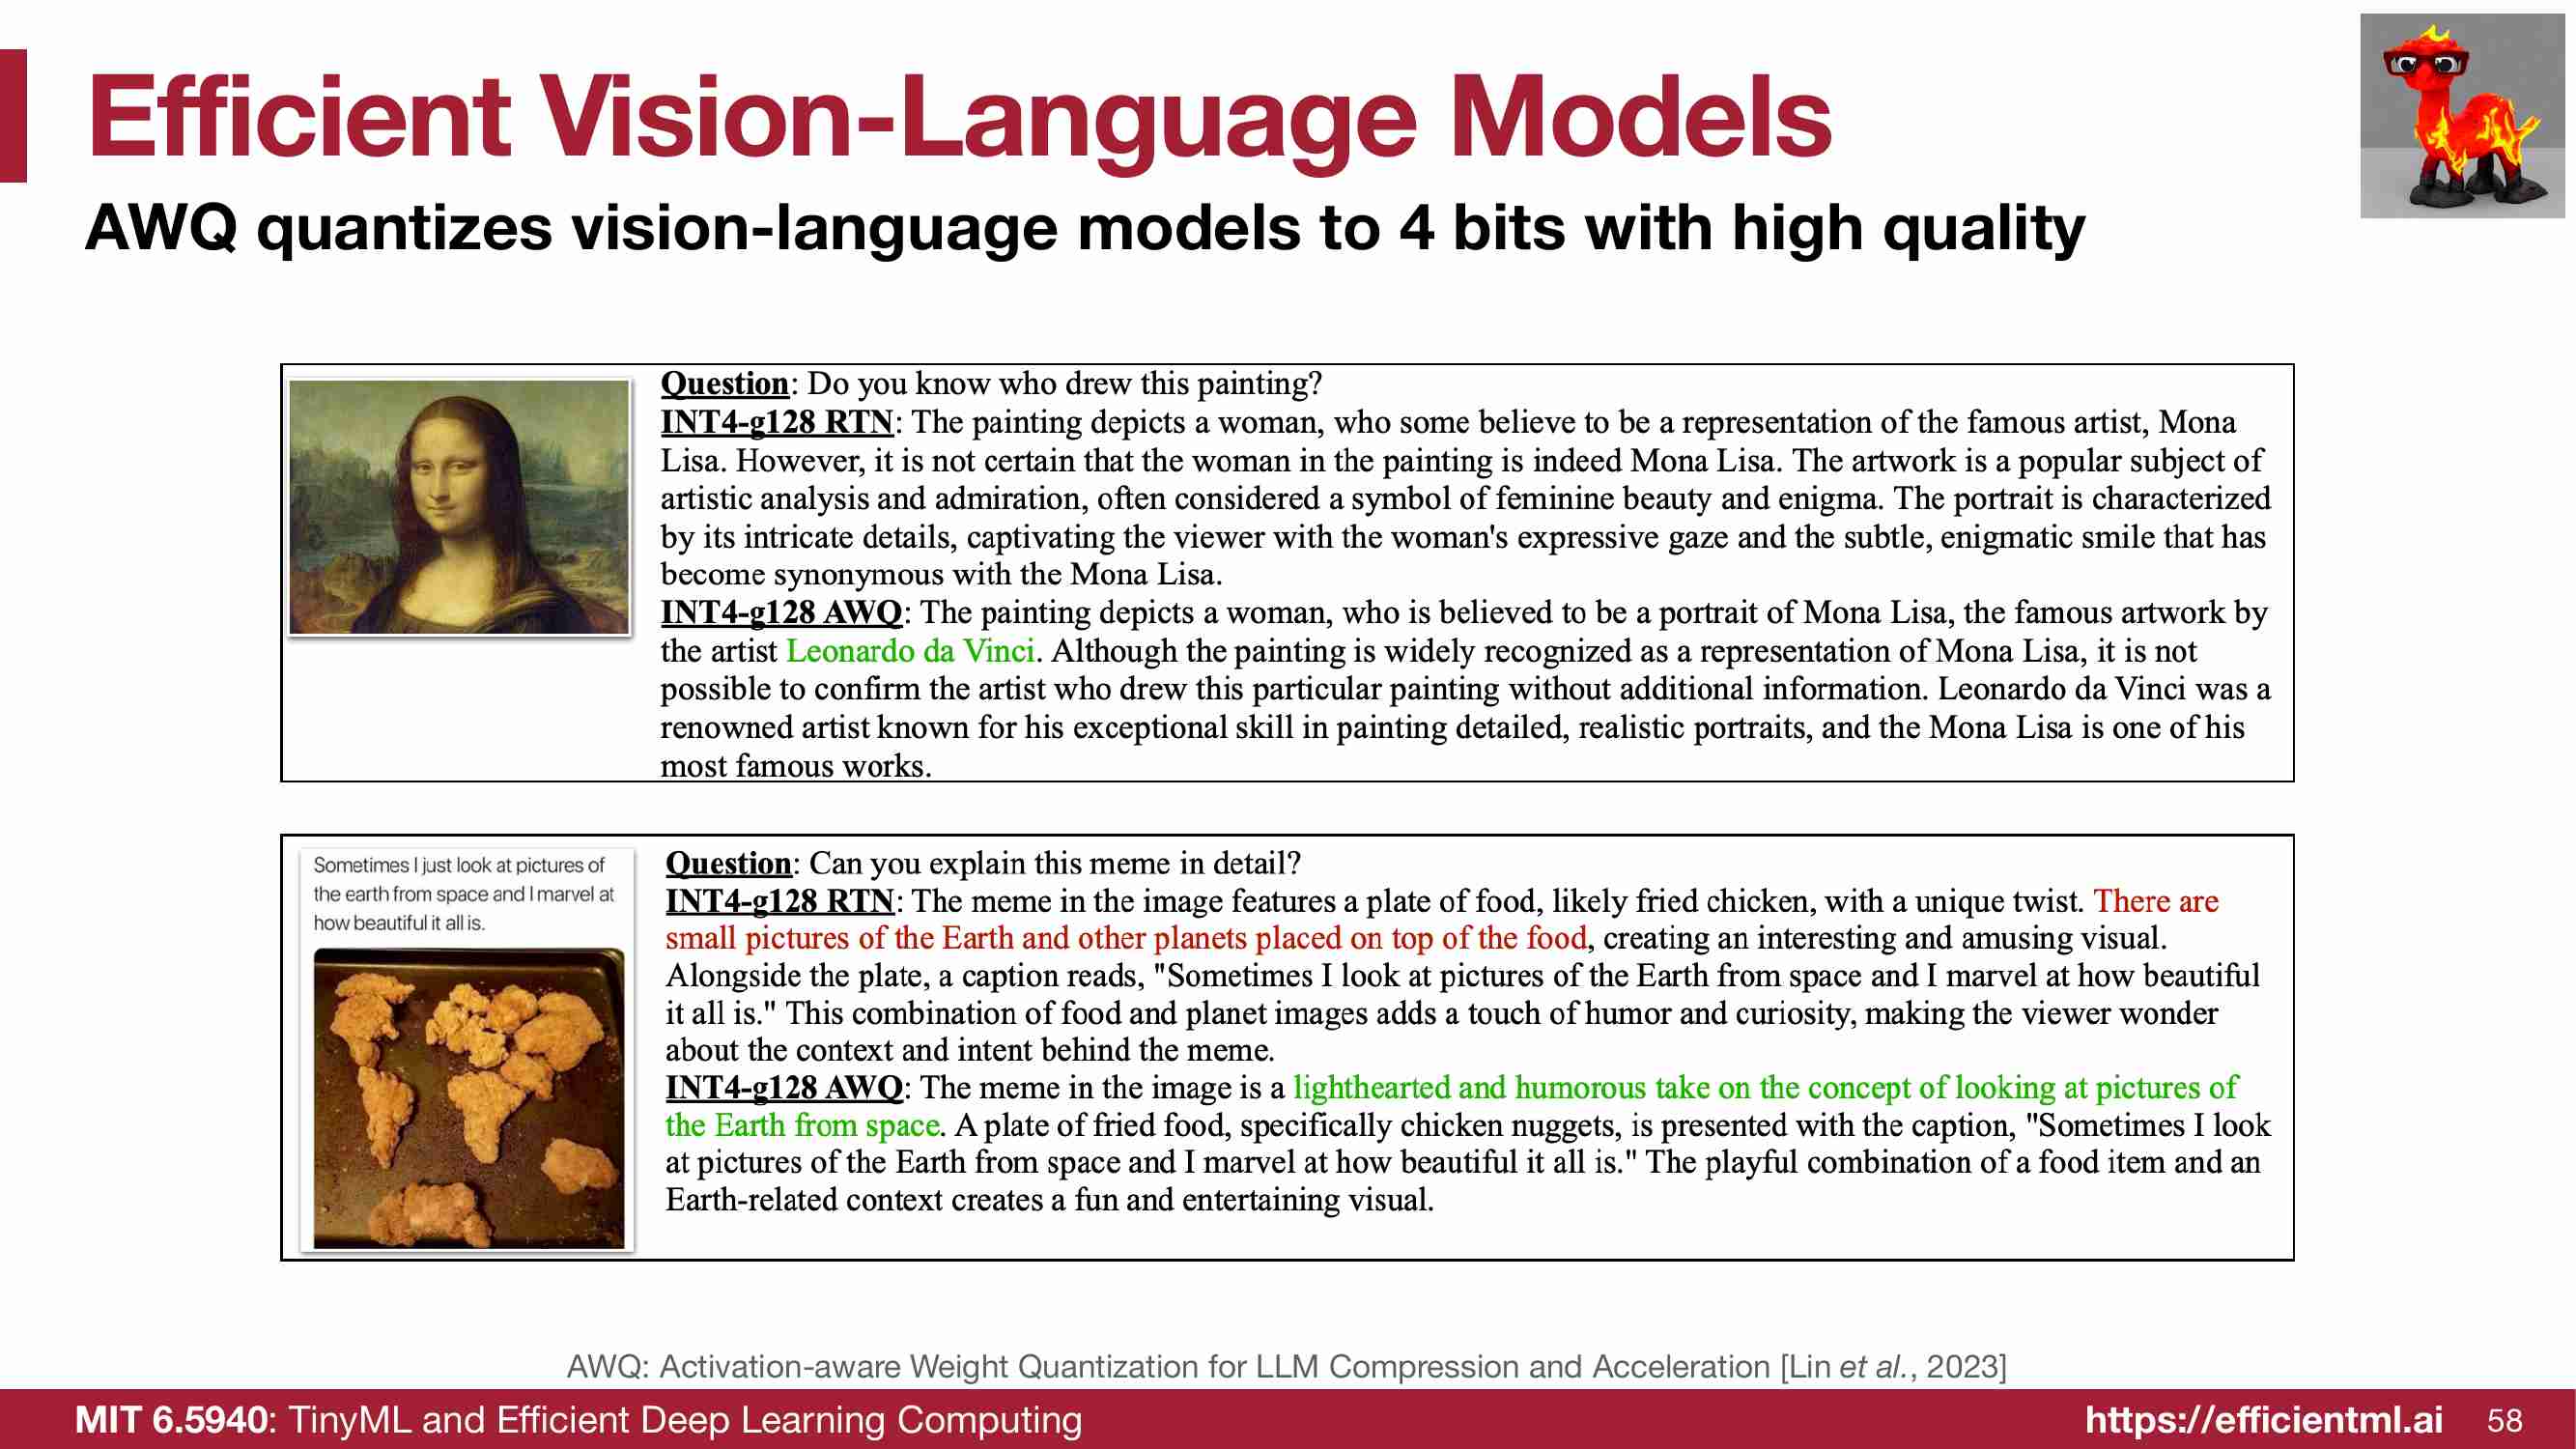 Efficient Vision-Language Models
AWQ quantizes vision-language models to 4 bits with high quality
Question: Do you know who drew this painting?
INT4-g128 RTN: The painting depicts a woman, who some believe to be a representation of the famous artist, Mona
Lisa. However, it is not certain that the woman in the painting is indeed Mona Lisa. The artwork is a popular subject of
artistic analysis and admiration, often considered a symbol of feminine beauty and enigma. The portrait is characterized
by its intricate details, captivating the viewer with the woman's expressive gaze and the subtle, enigmatic smile that has
become synonymous with the Mona Lisa.
INT4-g128 AWQ: The painting depicts a woman, who is believed to be a portrait of Mona Lisa, the famous artwork by
the artist Leonardo da Vinci. Although the painting is widely recognized as a representation of Mona Lisa, it is not
possible to confirm the artist who drew this particular painting without additional information. Leonardo da Vinci was a
renowned artist known for his exceptional skill in painting detailed, realistic portraits, and the Mona Lisa is one of his
most famous works.
Sometimes I just look at pictures of
the earth from space and I marvel at
how beautiful it all is.
Question: Can you explain this meme in detail?
INT4-g128 RTN: The meme in the image features a plate of food, likely fried chicken, with a unique twist. There are
small pictures of the Earth and other planets placed on top of the food, creating an interesting and amusing visual.
Alongside the plate, a caption reads, "Sometimes I look at pictures of the Earth from space and I marvel at how beautiful
it all is." This combination of food and planet images adds a touch of humor and curiosity, making the viewer wonder
about the context and intent behind the meme.
INT4-g128 AWQ: The meme in the image is a lighthearted and humorous take on the concept of looking at pictures of
the Earth from space. A plate of fried food, specifically chicken nuggets, is presented with the caption, "Sometimes I look
at pictures of the Earth from space and I marvel at how beautiful it all is." The playful combination of a food item and an
Earth-related context creates a fun and entertaining visual.
AWQ: Activation-aware Weight Quantization for LLM Compression and Acceleration [Lin et al., 2023]
MIT 6.5940: TinyML and Efficient Deep Learning Computing
https://efficientml.ai
58